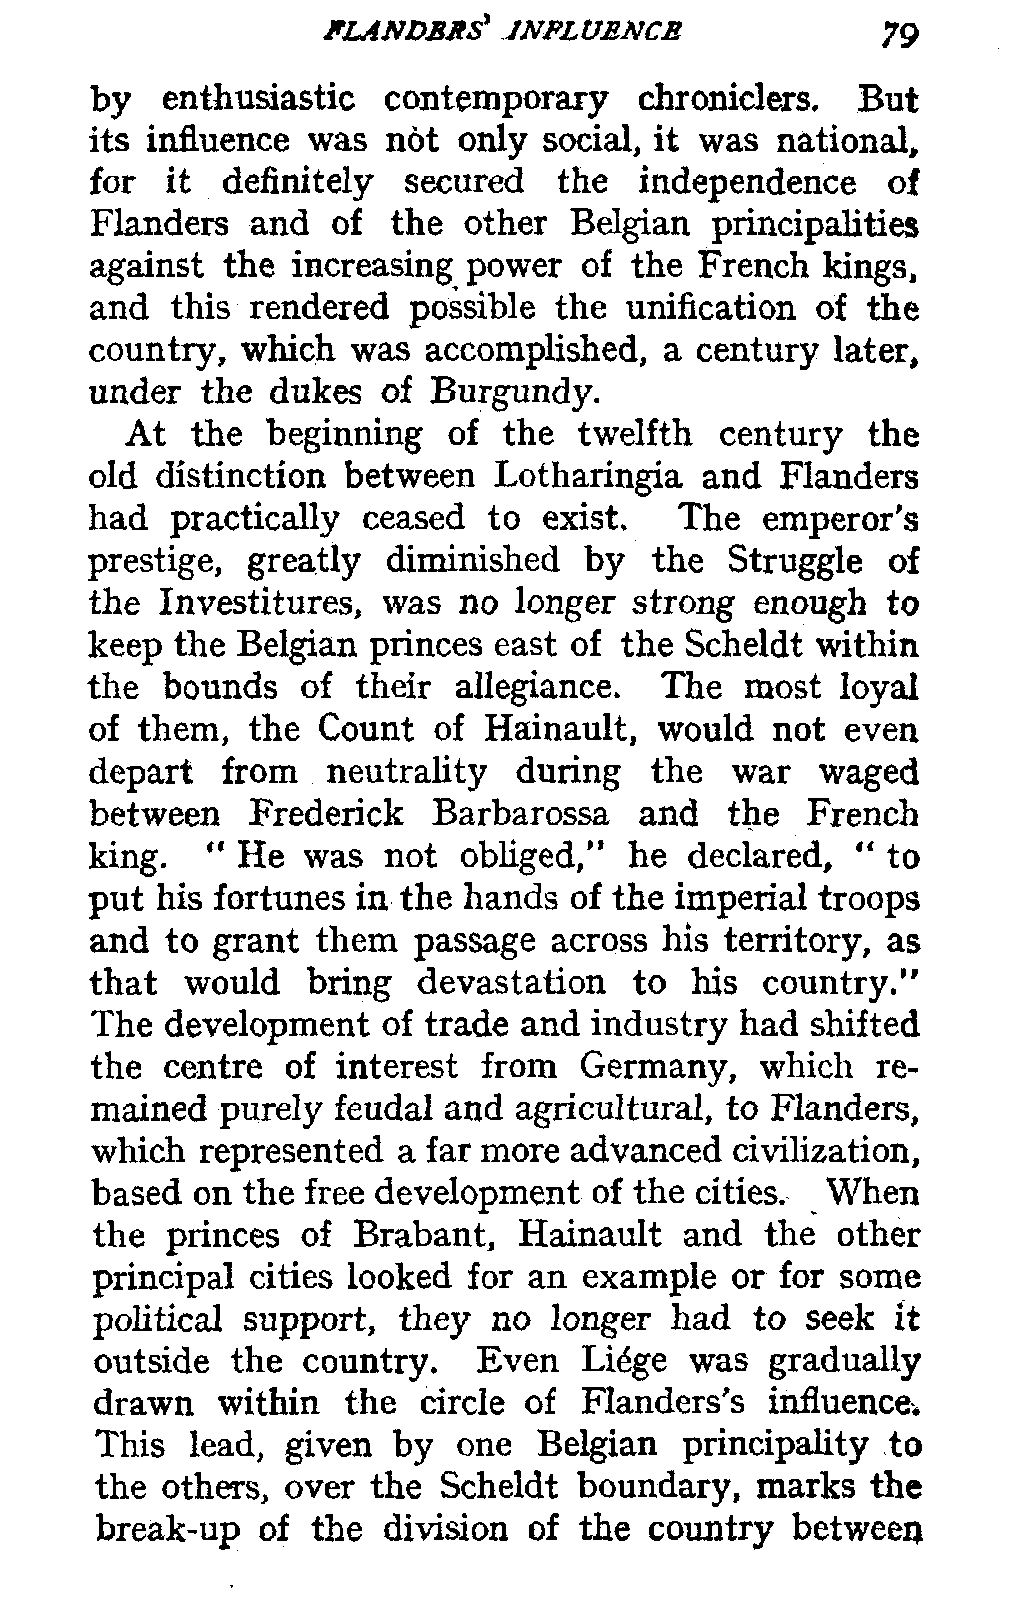 FLANDERS' INFLUENCE 79
by enthusiastic contemporary chroniclers. But
its influence was not only social, it was national,
for it definitely secured the independence of
Flanders and of the other Belgian principalities
against the increasing power of the French kings,
and this rendered possible the unification of the
country, which was accomplished, a century later,
under the dukes of Burgundy.
At the beginning of the twelfth century the
old distinction between Lotharingia and Flanders
had practically ceased to exist. The emperor's
prestige, greatly diminished by the Struggle of
the Investitures, was no longer strong enough to
keep the Belgian princes east of the Scheldt within
the bounds of their allegiance. The most loyal
of them, the Count of Hainault, would not even
depart from neutrality during the war waged
between Frederick Barbarossa and the French
king. " He was not obliged," he declared, " to
put his fortunes in the hands of the imperial troops
and to grant them passage across his territory, as
that would bring devastation to his country."
The development of trade and industry had shifted
the centre of interest from Germany, which re-
mained purely feudal and agricultural, to Flanders,
which represented a far more advanced civilization,
based on the free development of the cities. When
the princes of Brabant, Hainault and the other
principal cities looked for an example or for some
political support, they no longer had to seek it
outside the country. Even Liége was gradually
drawn within the circle of Flanders's influence.
This lead, given by one Belgian principality to
the others, over the Scheldt boundary, marks the
break-up of the division of the country between